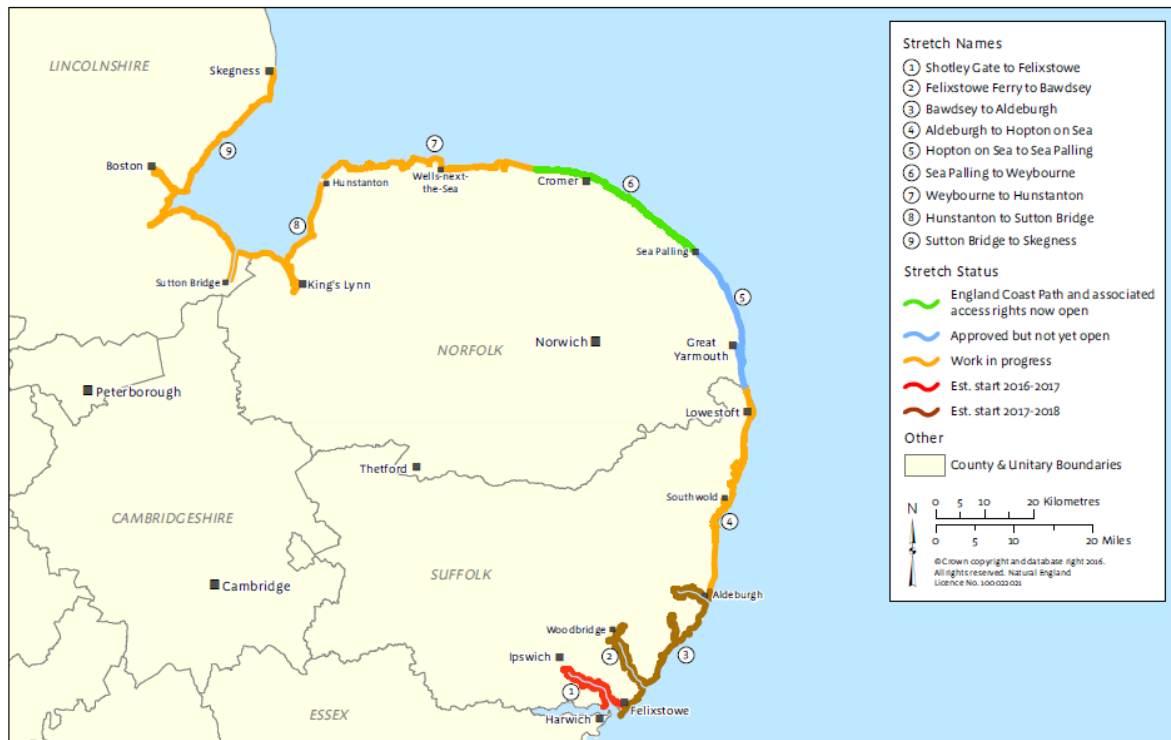 LINCOLNSHIRE
Skegness
9
Boston
7
Hunstanton
Wells-next-
the-Sea
Cromer
6
8
Sea Palling
Sutton Bridge
King's Lynn
5
NORFOLK
Norwich
Great
Yarmouth
Peterborough
Lowestoft
Thetford
Southwold
CAMBRIDGESHIRE
4
SUFFOLK
Cambridge
Aldeburgh
Woodbridge
Ipswich
2
3
1
Felixstowe
ESSEX
Harwich
Stretch Names
1 Shotley Gate to Felixstowe
2 Felixstowe Ferry to Bawdsey
3 Bawdsey to Aldeburgh
4 Aldeburgh to Hopton on Sea
5 Hopton on Sea to Sea Palling
6 Sea Palling to Weybourne
7 Weybourne to Hunstanton
8 Hunstanton to Sutton Bridge
9 Sutton Bridge to Skegness
Stretch Status
England Coast Path and associated
access rights now open
Approved but not yet open
Work in progress
Est. start 2016-2017
Est. start 2017-2018
Other
County & Unitary Boundaries
N
0 5 10 20 Kilometres
0 5 10 20 Miles
© Crown copyright and database right 2016.
All rights reserved. Natural England
Licence No. 100022021